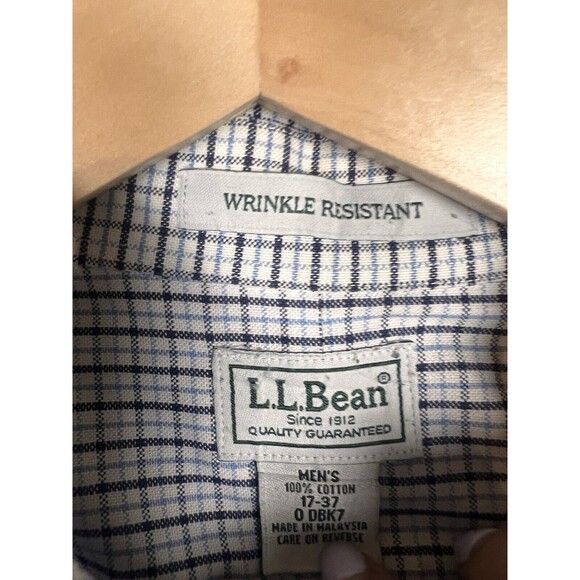 WRINKLE RESISTANT
L.L.Bean®
Since 1912
QUALITY GUARANTEED
MEN'S
100% COTTON
17-37
0 DBK7
MADE IN MALAYSIA
CARE ON REVERSE